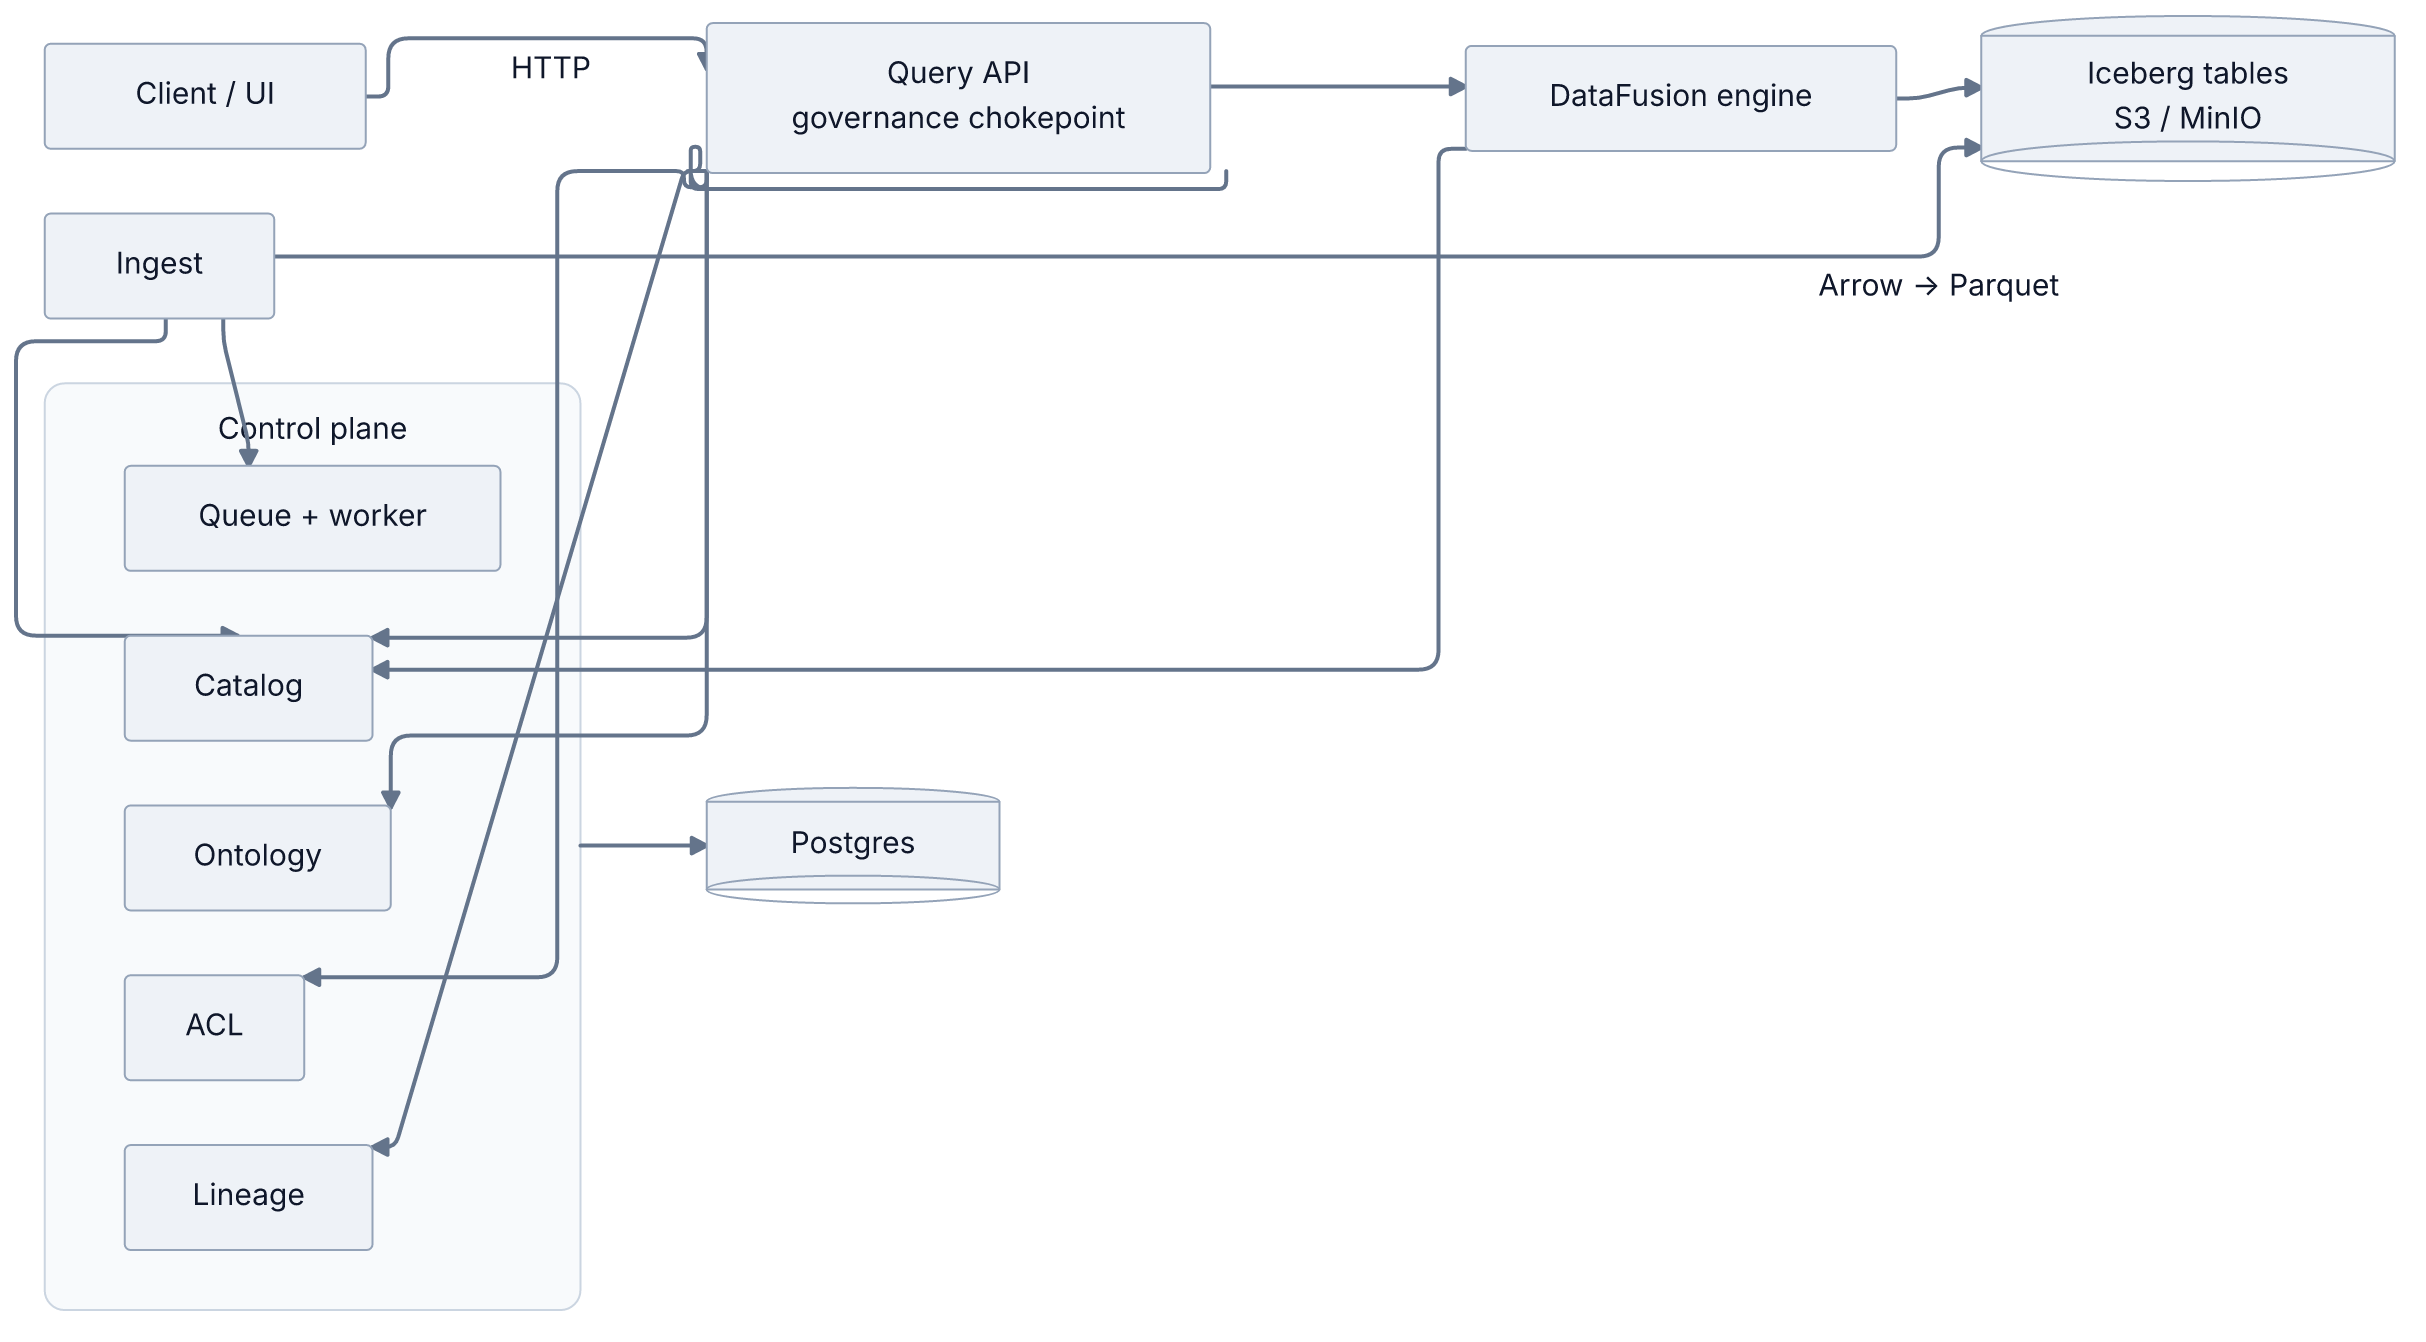 Client / UI
HTTP
Query API
governance chokepoint
DataFusion engine
Iceberg tables
S3 / MinIO
Ingest
Arrow → Parquet
Control plane
Queue + worker
Catalog
Ontology
Postgres
ACL
Lineage